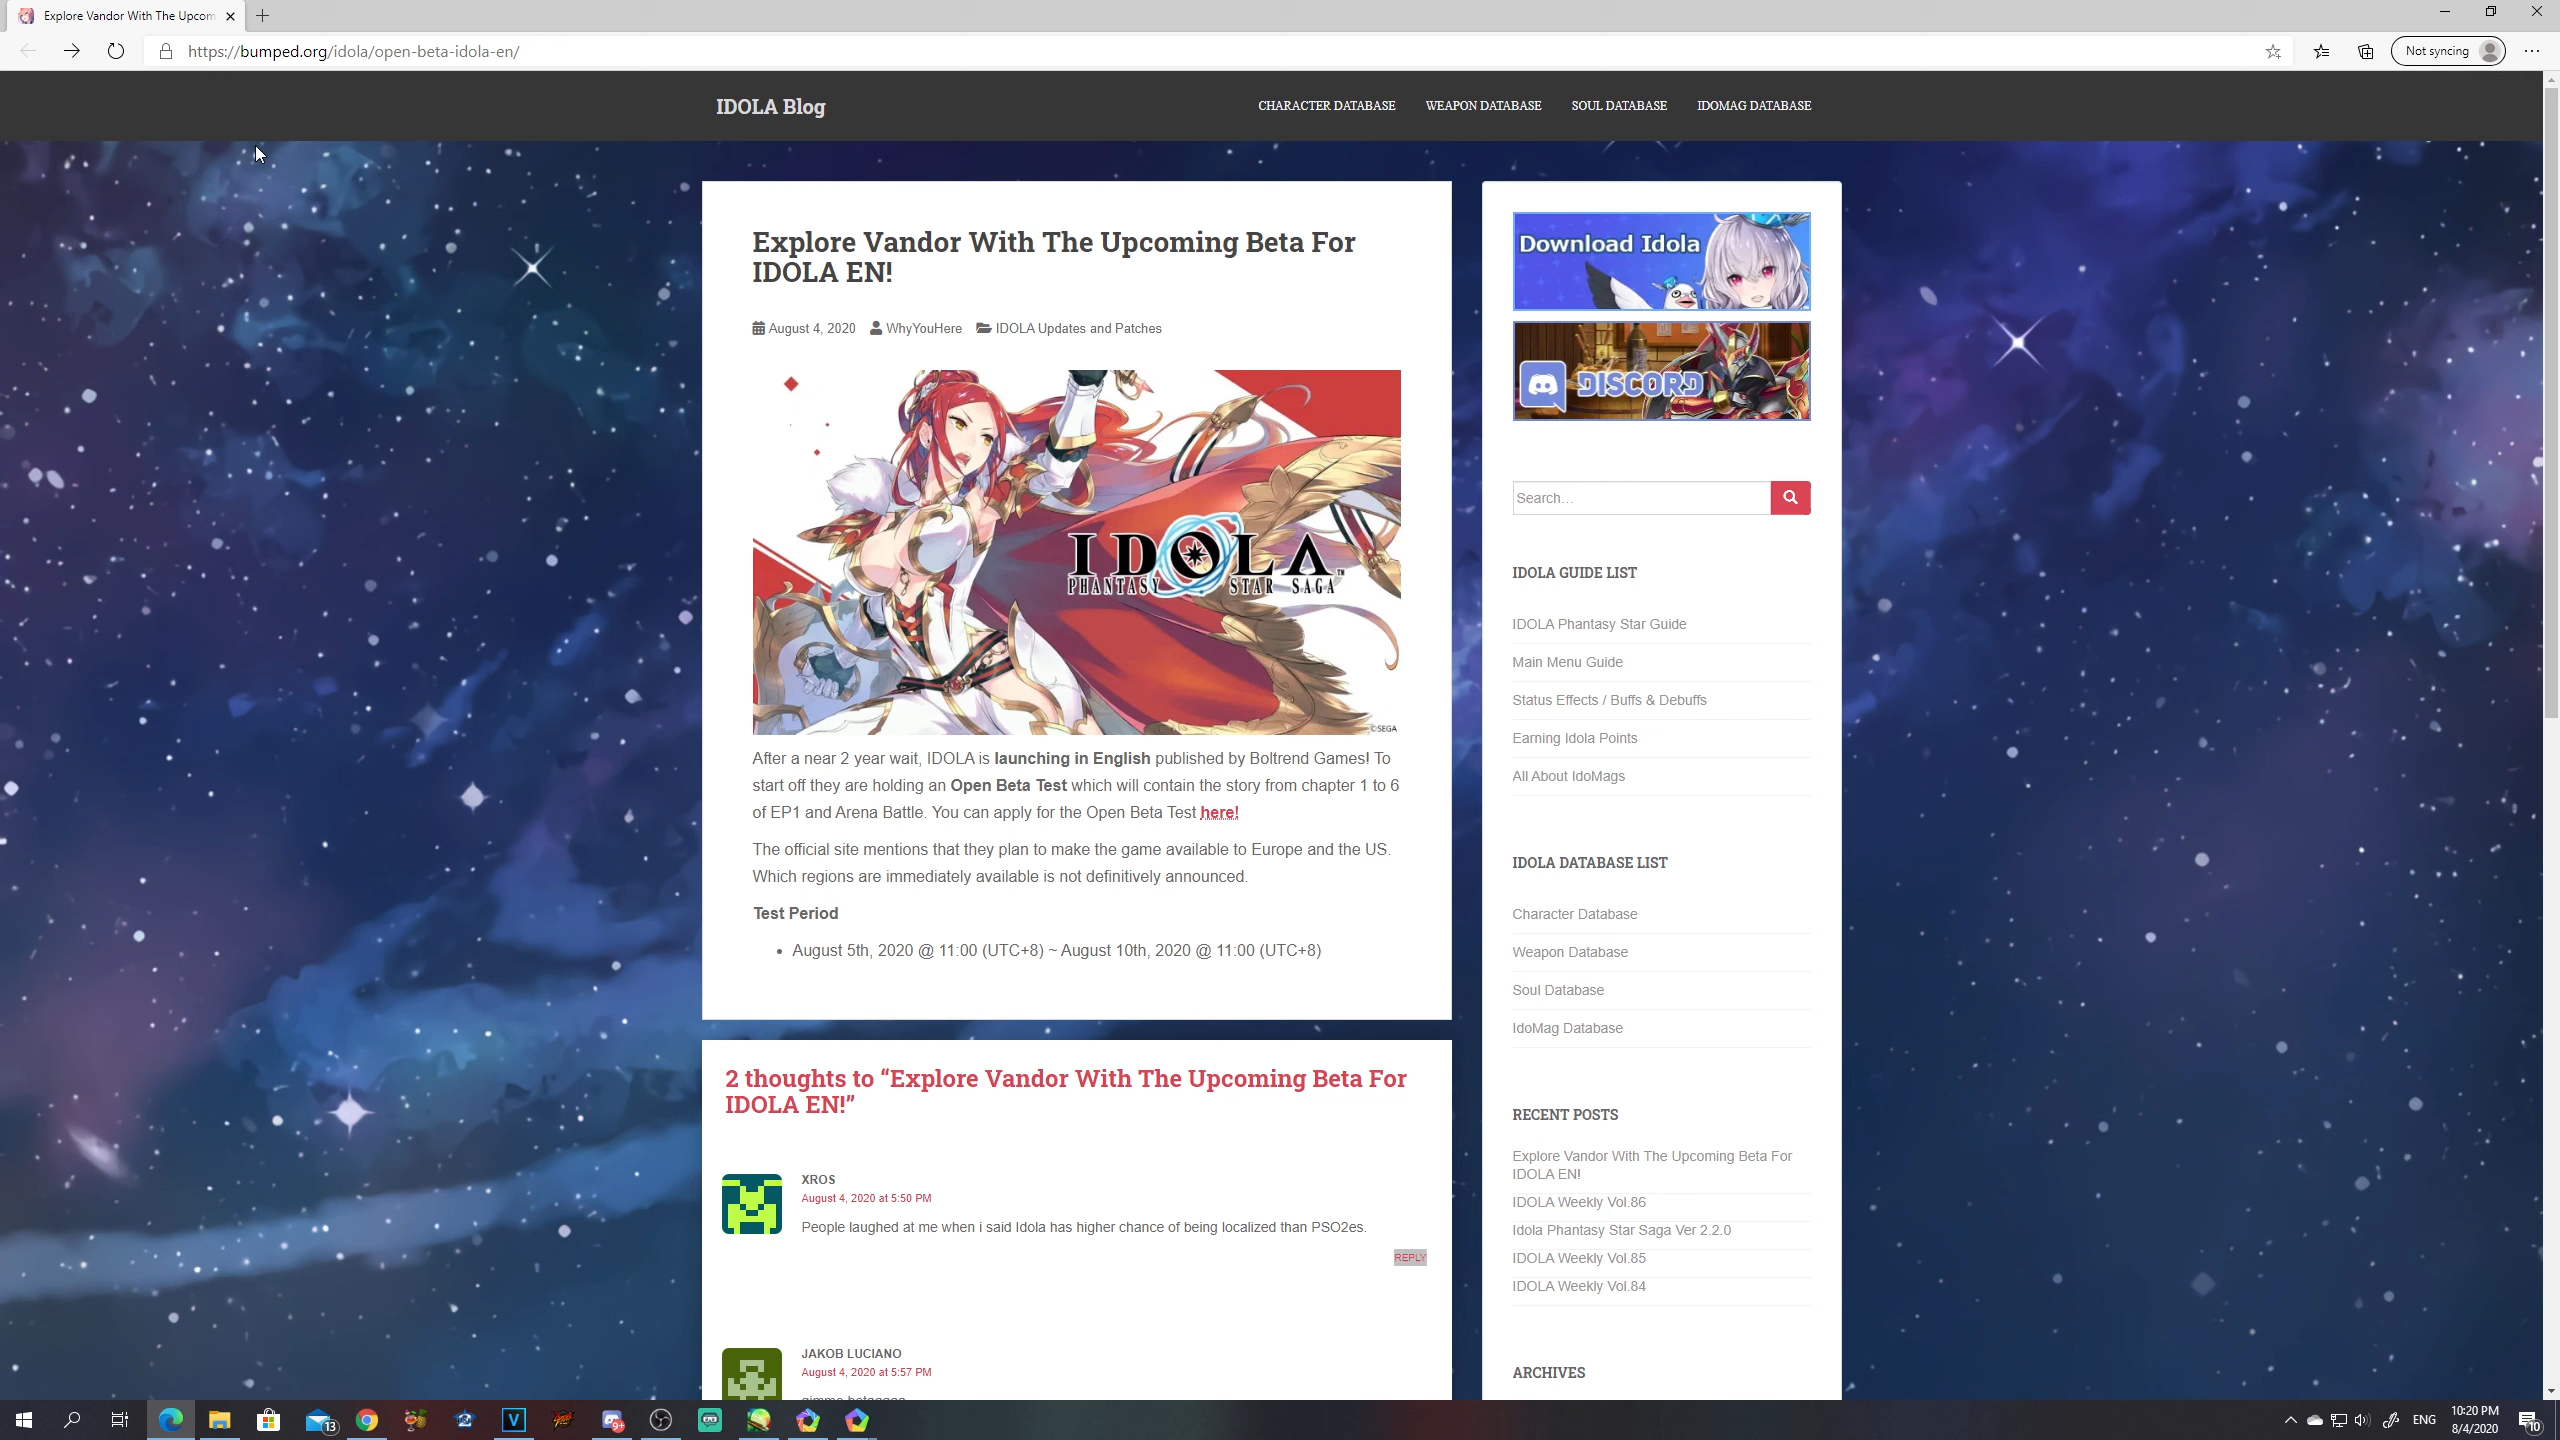 Explore Vandor With The Upcom
https://bumped.org/idola/open-beta-idola-en/
Not syncing
IDOLA Blog
CHARACTER DATABASE
WEAPON DATABASE
SOUL DATABASE
IDOMAG DATABASE
Explore Vandor With The Upcoming Beta For
IDOLA EN!
August 4, 2020 WhyYouHere IDOLA Updates and Patches
IDOLA
PHANTASY STAR SAGA™
©SEGA
After a near 2 year wait, IDOLA is launching in English published by Boltrend Games! To
start off they are holding an Open Beta Test which will contain the story from chapter 1 to 6
of EP1 and Arena Battle. You can apply for the Open Beta Test here!
The official site mentions that they plan to make the game available to Europe and the US.
Which regions are immediately available is not definitively announced.
Test Period
• August 5th, 2020 @ 11:00 (UTC+8) ~ August 10th, 2020 @ 11:00 (UTC+8)
2 thoughts to “Explore Vandor With The Upcoming Beta For
IDOLA EN!”
XROS
August 4, 2020 at 5:50 PM
People laughed at me when i said Idola has higher chance of being localized than PSO2es.
REPLY
JAKOB LUCIANO
August 4, 2020 at 5:57 PM
Download Idola
DISCORD
Search…
IDOLA GUIDE LIST
IDOLA Phantasy Star Guide
Main Menu Guide
Status Effects / Buffs & Debuffs
Earning Idola Points
All About IdoMags
IDOLA DATABASE LIST
Character Database
Weapon Database
Soul Database
IdoMag Database
RECENT POSTS
Explore Vandor With The Upcoming Beta For
IDOLA EN!
IDOLA Weekly Vol.86
Idola Phantasy Star Saga Ver 2.2.0
IDOLA Weekly Vol.85
IDOLA Weekly Vol.84
ARCHIVES
13
V
9+
ENG
10:20 PM
8/4/2020
10